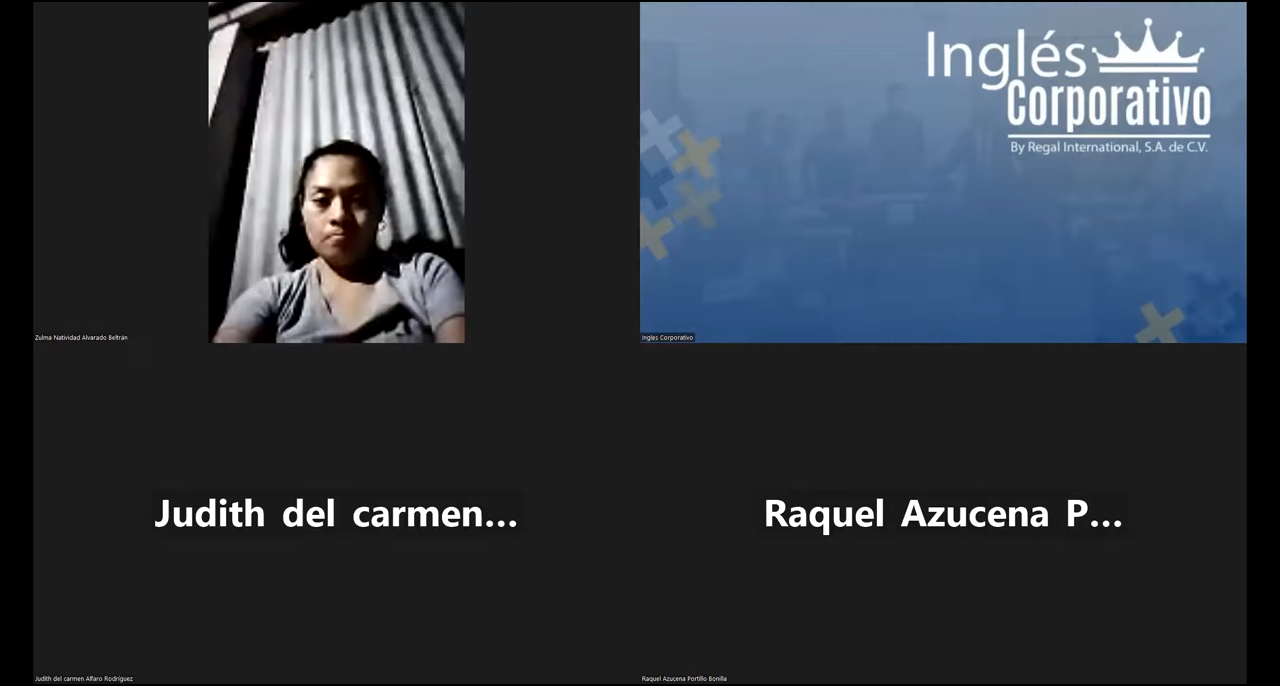 Inglés
Corporativo
By Regal International, S.A. de C.V.
Zulma Natividad Alvarado Beltrán
Ingles Corporativo
Judith del carmen...
Raquel Azucena P...
Judith del carmen Alfaro Rodríguez
Raquel Azucena Portillo Bonilla